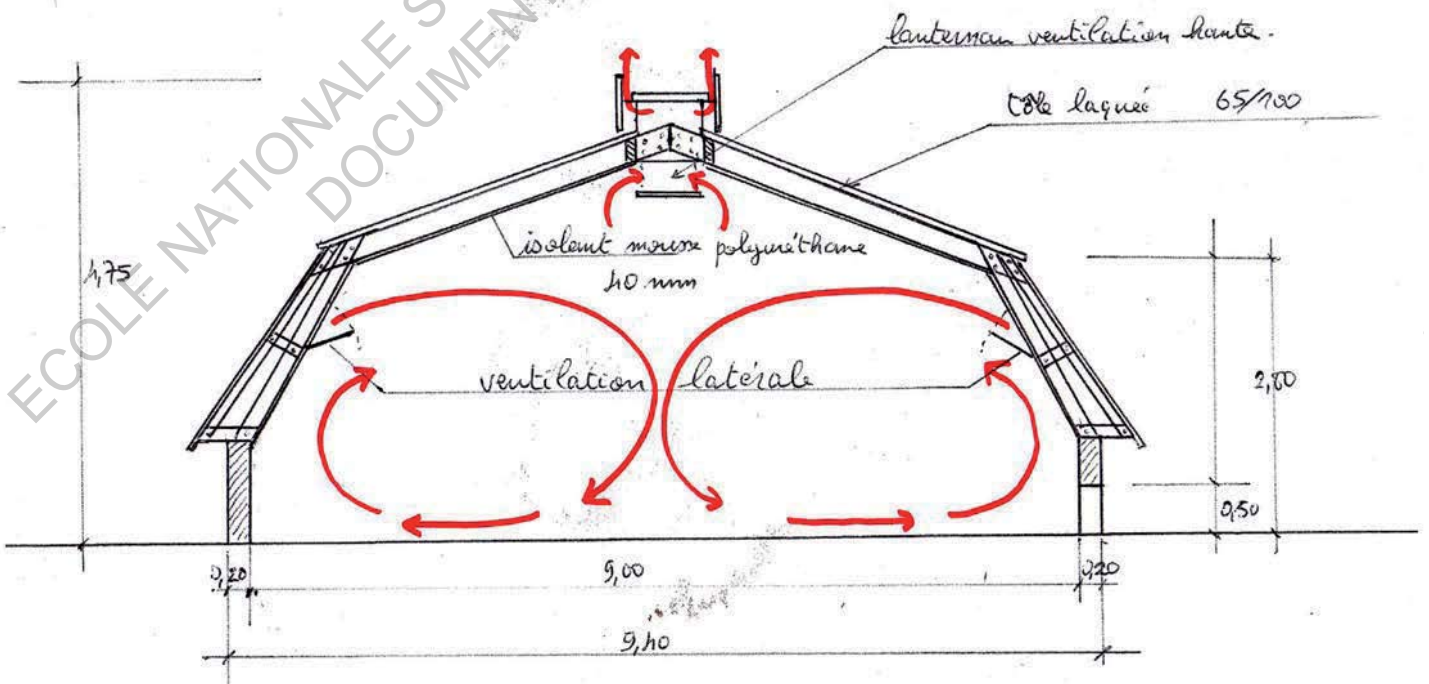 ECOLE NATIONALE S
DOCUMEN
lanterneau ventilation haute.
tôle laquée 65/100
isolant mousse polyuréthane
40 mm
4,75
ventilation latérale
2,80
0,50
0,20
9,00
0,20
9,40